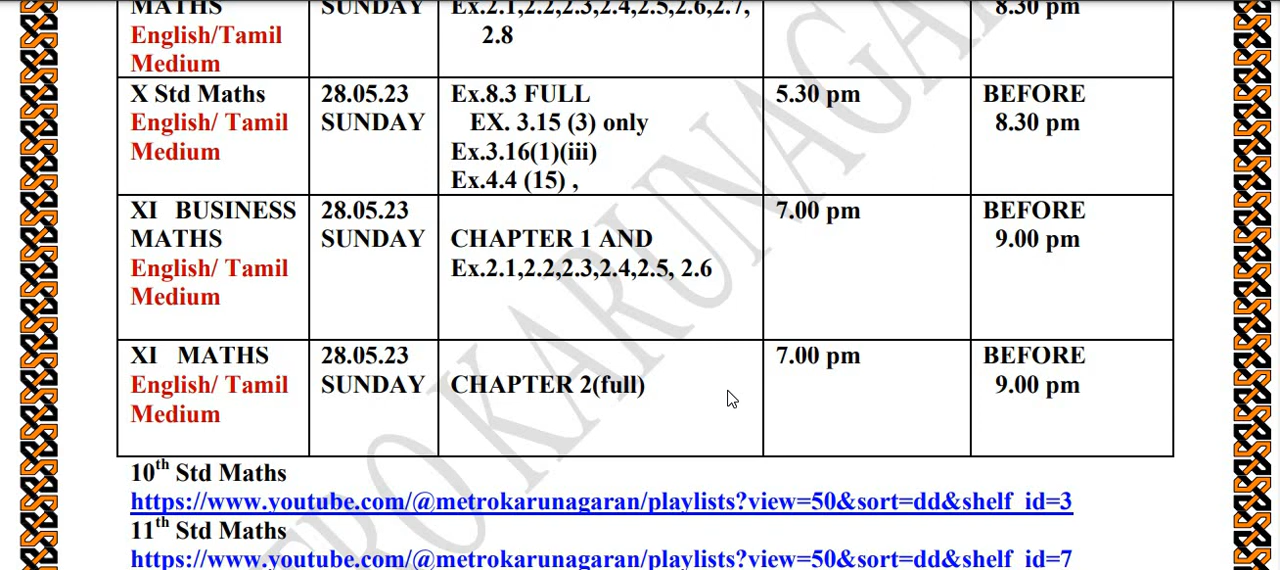 MATHS SUNDAY Ex.2.1,2.2,2.3,2.4,2.5,2.6,2.7, 8.30 pm
English/Tamil 2.8
Medium
X Std Maths 28.05.23 Ex.8.3 FULL 5.30 pm BEFORE
English/ Tamil SUNDAY EX. 3.15 (3) only 8.30 pm
Medium Ex.3.16(1)(iii)
Ex.4.4 (15) ,
XI BUSINESS 28.05.23 7.00 pm BEFORE
MATHS SUNDAY CHAPTER 1 AND 9.00 pm
English/ Tamil Ex.2.1,2.2,2.3,2.4,2.5, 2.6
Medium
XI MATHS 28.05.23 7.00 pm BEFORE
English/ Tamil SUNDAY CHAPTER 2(full) 9.00 pm
Medium
10th Std Maths
https://www.youtube.com/@metrokarunagaran/playlists?view=50&sort=dd&shelf_id=3
11th Std Maths
https://www.youtube.com/@metrokarunagaran/playlists?view=50&sort=dd&shelf_id=7